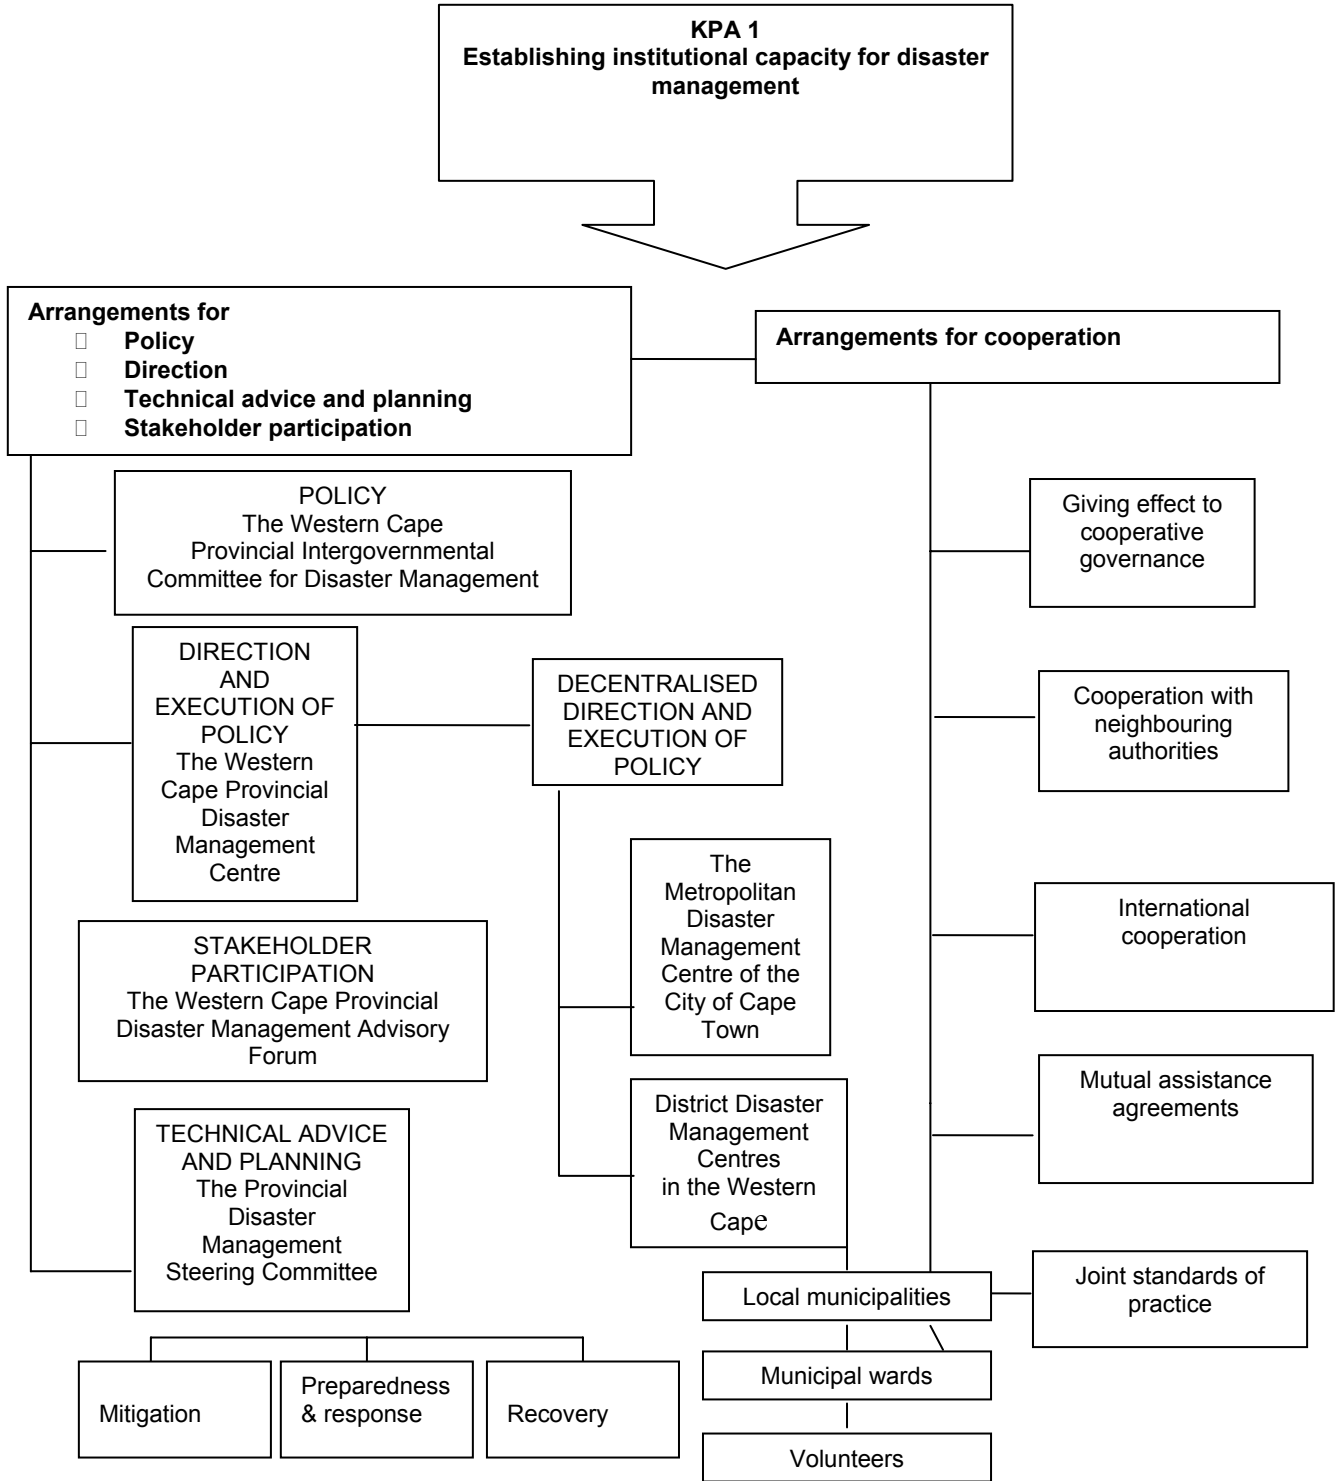 KPA 1
Establishing institutional capacity for disaster
management
Arrangements for
Policy
Direction
Technical advice and planning
Stakeholder participation
Arrangements for cooperation
POLICY
The Western Cape
Provincial Intergovernmental
Committee for Disaster Management
DIRECTION
AND
EXECUTION OF
POLICY
The Western
Cape Provincial
Disaster
Management
Centre
DECENTRALISED
DIRECTION AND
EXECUTION OF
POLICY
The
Metropolitan
Disaster
Management
Centre of the
City of Cape
Town
District Disaster
Management
Centres
in the Western
Cape
STAKEHOLDER
PARTICIPATION
The Western Cape Provincial
Disaster Management Advisory
Forum
TECHNICAL ADVICE
AND PLANNING
The Provincial
Disaster
Management
Steering Committee
Mitigation
Preparedness
& response
Recovery
Local municipalities
Municipal wards
Volunteers
Giving effect to
cooperative
governance
Cooperation with
neighbouring
authorities
International
cooperation
Mutual assistance
agreements
Joint standards of
practice